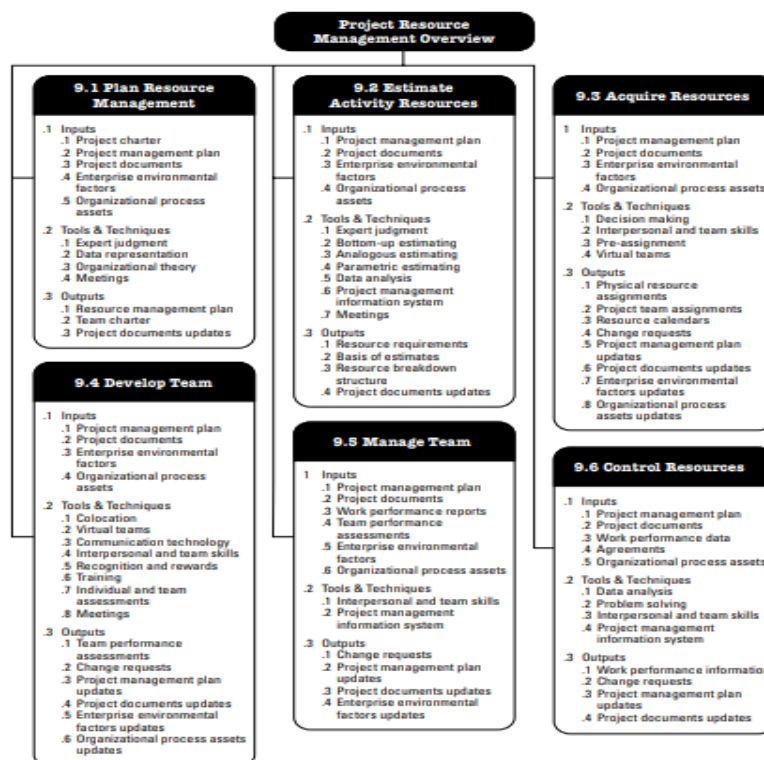 Project Resource
Management Overview
9.1 Plan Resource
Management
.1 Inputs
.1 Project charter
.2 Project management plan
.3 Project documents
.4 Enterprise environmental
factors
.5 Organizational process
assets
.2 Tools & Techniques
.1 Expert judgment
.2 Data representation
.3 Organizational theory
.4 Meetings
.3 Outputs
.1 Resource management plan
.2 Team charter
.3 Project documents updates
9.2 Estimate
Activity Resources
.1 Inputs
.1 Project management plan
.2 Project documents
.3 Enterprise environmental
factors
.4 Organizational process
assets
.2 Tools & Techniques
.1 Expert judgment
.2 Bottom-up estimating
.3 Analogous estimating
.4 Parametric estimating
.5 Data analysis
.6 Project management
information system
.7 Meetings
.3 Outputs
.1 Resource requirements
.2 Basis of estimates
.3 Resource breakdown
structure
.4 Project documents updates
9.3 Acquire Resources
1 Inputs
.1 Project management plan
.2 Project documents
.3 Enterprise environmental
factors
.4 Organizational process assets
.2 Tools & Techniques
.1 Decision making
.2 Interpersonal and team skills
.3 Pre-assignment
.4 Virtual teams
.3 Outputs
.1 Physical resource
assignments
.2 Project team assignments
.3 Resource calendars
.4 Change requests
.5 Project management plan
updates
.6 Project documents updates
.7 Enterprise environmental
factors updates
.8 Organizational process
assets updates
9.4 Develop Team
.1 Inputs
.1 Project management plan
.2 Project documents
.3 Enterprise environmental
factors
.4 Organizational process
assets
.2 Tools & Techniques
.1 Colocation
.2 Virtual teams
.3 Communication technology
.4 Interpersonal and team skills
.5 Recognition and rewards
.6 Training
.7 Individual and team
assessments
.8 Meetings
.3 Outputs
.1 Team performance
assessments
.2 Change requests
.3 Project management plan
updates
.4 Project documents updates
.5 Enterprise environmental
factors updates
.6 Organizational process assets
updates
9.5 Manage Team
1 Inputs
.1 Project management plan
.2 Project documents
.3 Work performance reports
.4 Team performance
assessments
.5 Enterprise environmental
factors
.6 Organizational process assets
.2 Tools & Techniques
.1 Interpersonal and team skills
.2 Project management
information system
.3 Outputs
.1 Change requests
.2 Project management plan
updates
.3 Project documents updates
.4 Enterprise environmental
factors updates
9.6 Control Resources
.1 Inputs
.1 Project management plan
.2 Project documents
.3 Work performance data
.4 Agreements
.5 Organizational process assets
.2 Tools & Techniques
.1 Data analysis
.2 Problem solving
.3 Interpersonal and team skills
.4 Project management
information system
.3 Outputs
.1 Work performance information
.2 Change requests
.3 Project management plan
updates
.4 Project documents updates